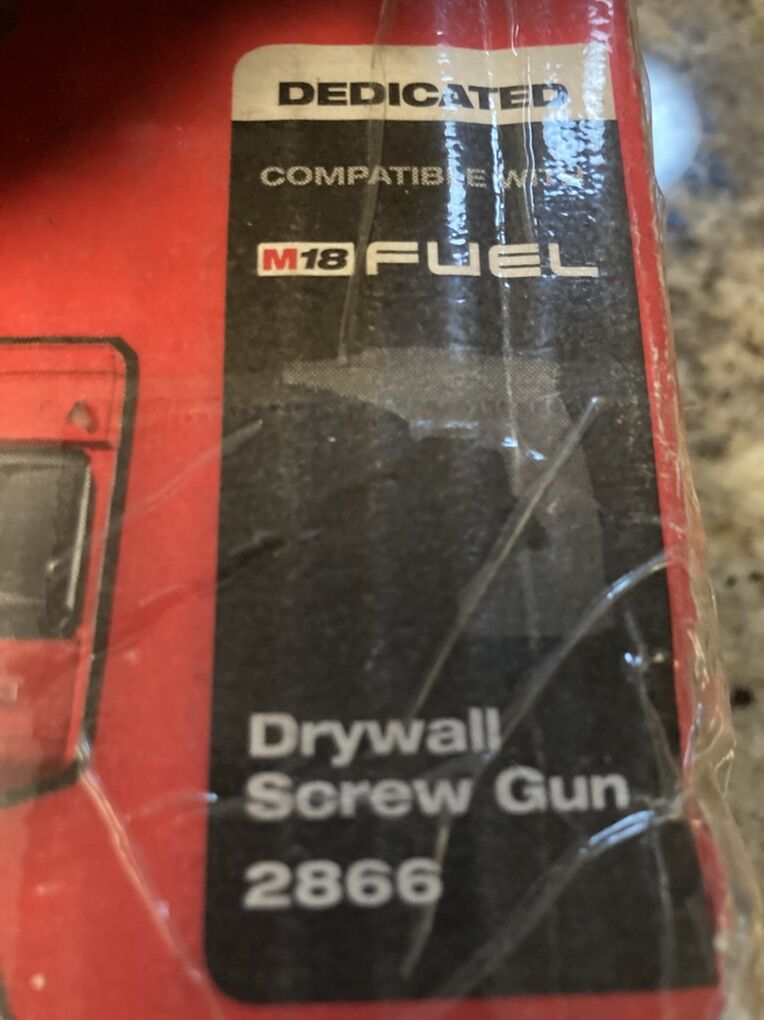 DEDICATED
COMPATIBLE WITH
M18 FUEL
Drywall
Screw Gun
2866